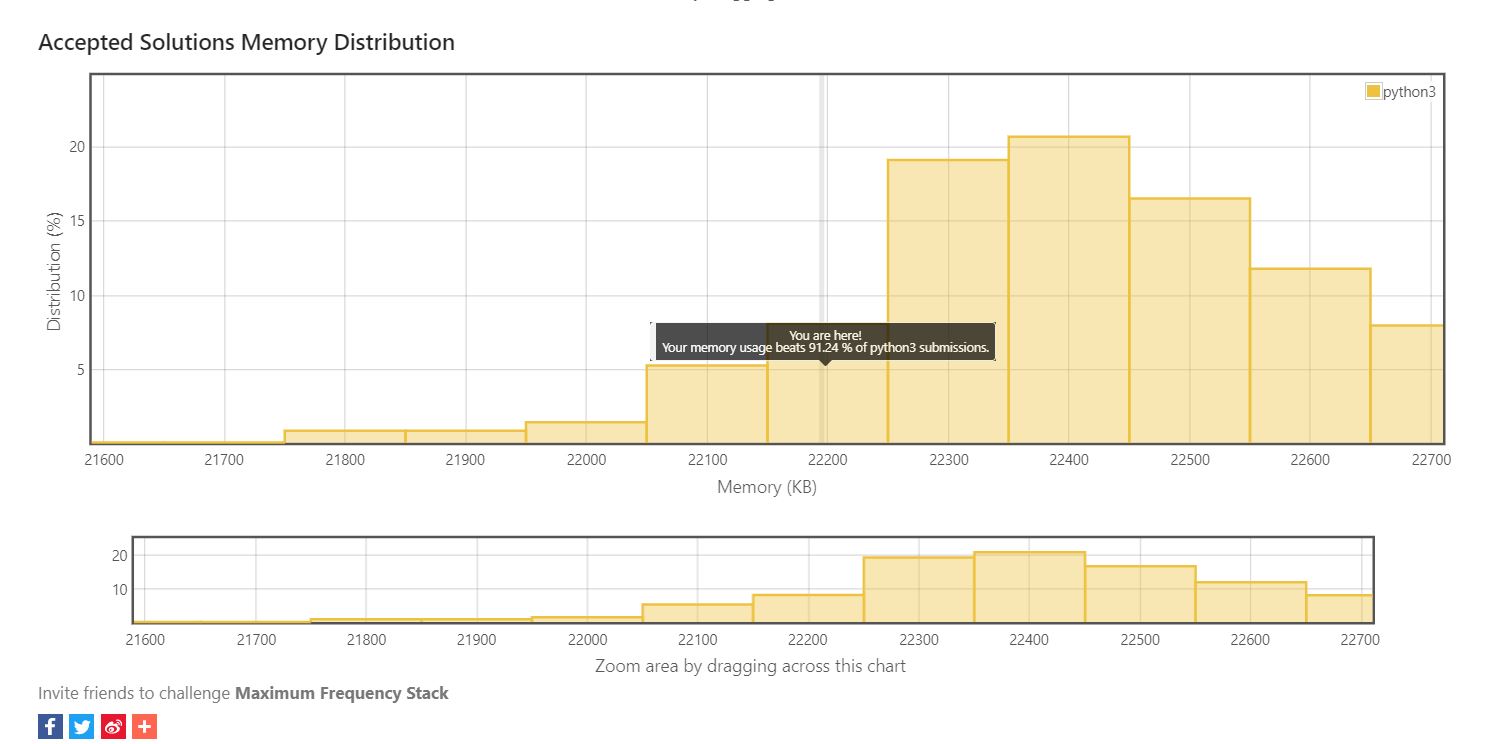 Accepted Solutions Memory Distribution
python3
20
15
10
5
Distribution (%)
You are here!
Your memory usage beats 91.24 % of python3 submissions.
21600 21700 21800 21900 22000 22100 22200 22300 22400 22500 22600 22700
Memory (KB)
20
10
21600 21700 21800 21900 22000 22100 22200 22300 22400 22500 22600 22700
Zoom area by dragging across this chart
Invite friends to challenge Maximum Frequency Stack